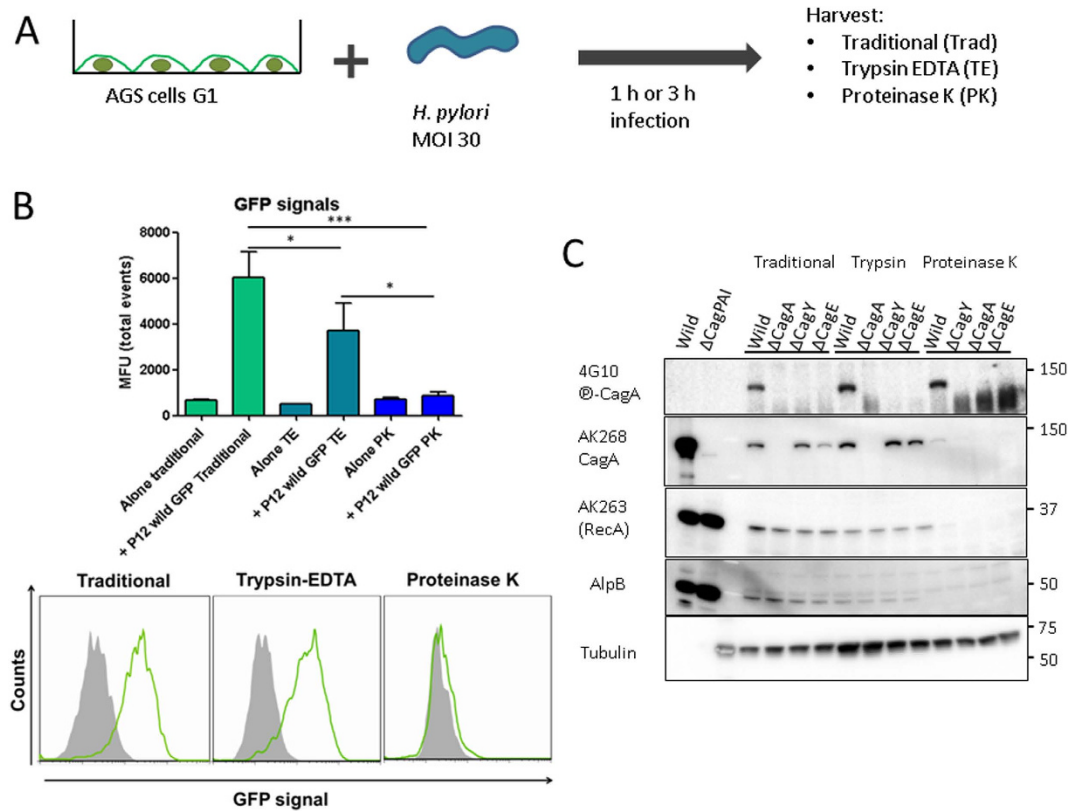 A
AGS cells G1
H. pylori
MOI 30
1 h or 3 h
infection
Harvest:
• Traditional (Trad)
• Trypsin EDTA (TE)
• Proteinase K (PK)
B
GFP signals
***
*
*
MFU (total events)
8000
6000
4000
2000
0
Alone traditional
+ P12 wild GFP Traditional
Alone TE
+ P12 wild GFP TE
Alone PK
+ P12 wild GFP PK
Traditional
Trypsin-EDTA
Proteinase K
Counts
GFP signal
C
Traditional Trypsin Proteinase K
Wild ΔCagPAI Wild ΔCagA ΔCagY ΔCagE Wild ΔCagA ΔCagY ΔCagE Wild ΔCagY ΔCagA ΔCagE
4G10
℗-CagA
150
AK268
CagA
150
AK263
(RecA)
37
AlpB
50
Tubulin
75
50